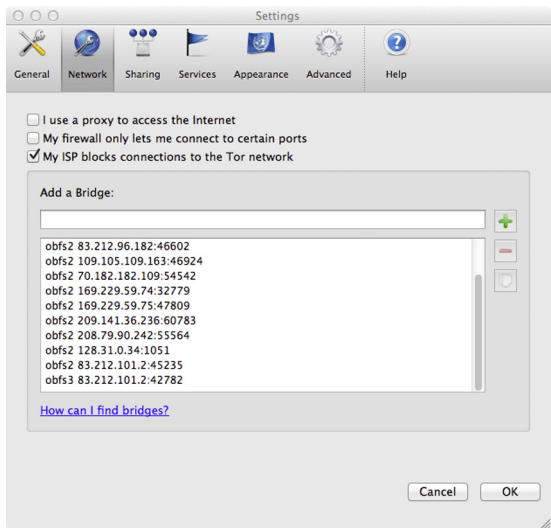 Settings
General Network Sharing Services Appearance Advanced Help
I use a proxy to access the Internet
My firewall only lets me connect to certain ports
My ISP blocks connections to the Tor network
Add a Bridge:
obfs2 83.212.96.182:46602
obfs2 109.105.109.163:46924
obfs2 70.182.182.109:54542
obfs2 169.229.59.74:32779
obfs2 169.229.59.75:47809
obfs2 209.141.36.236:60783
obfs2 208.79.90.242:55564
obfs2 128.31.0.34:1051
obfs2 83.212.101.2:45235
obfs3 83.212.101.2:42782
How can I find bridges?
Cancel OK